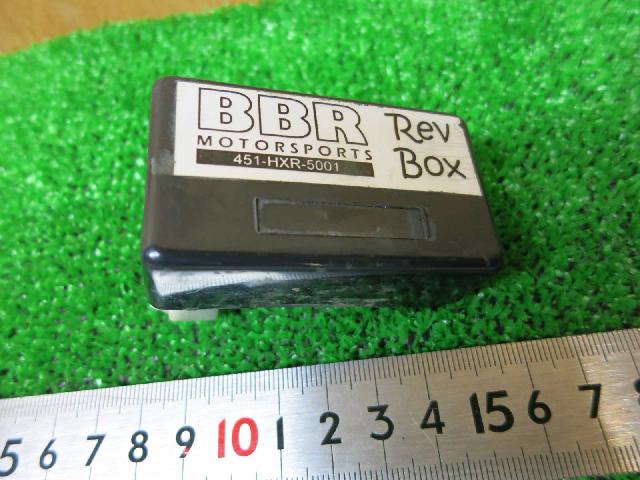 BBR
MOTORSPORTS
451-HXR-5001
Rev
Box
5 6 7 8 9 10 1 2 3 4 15 6 7 8